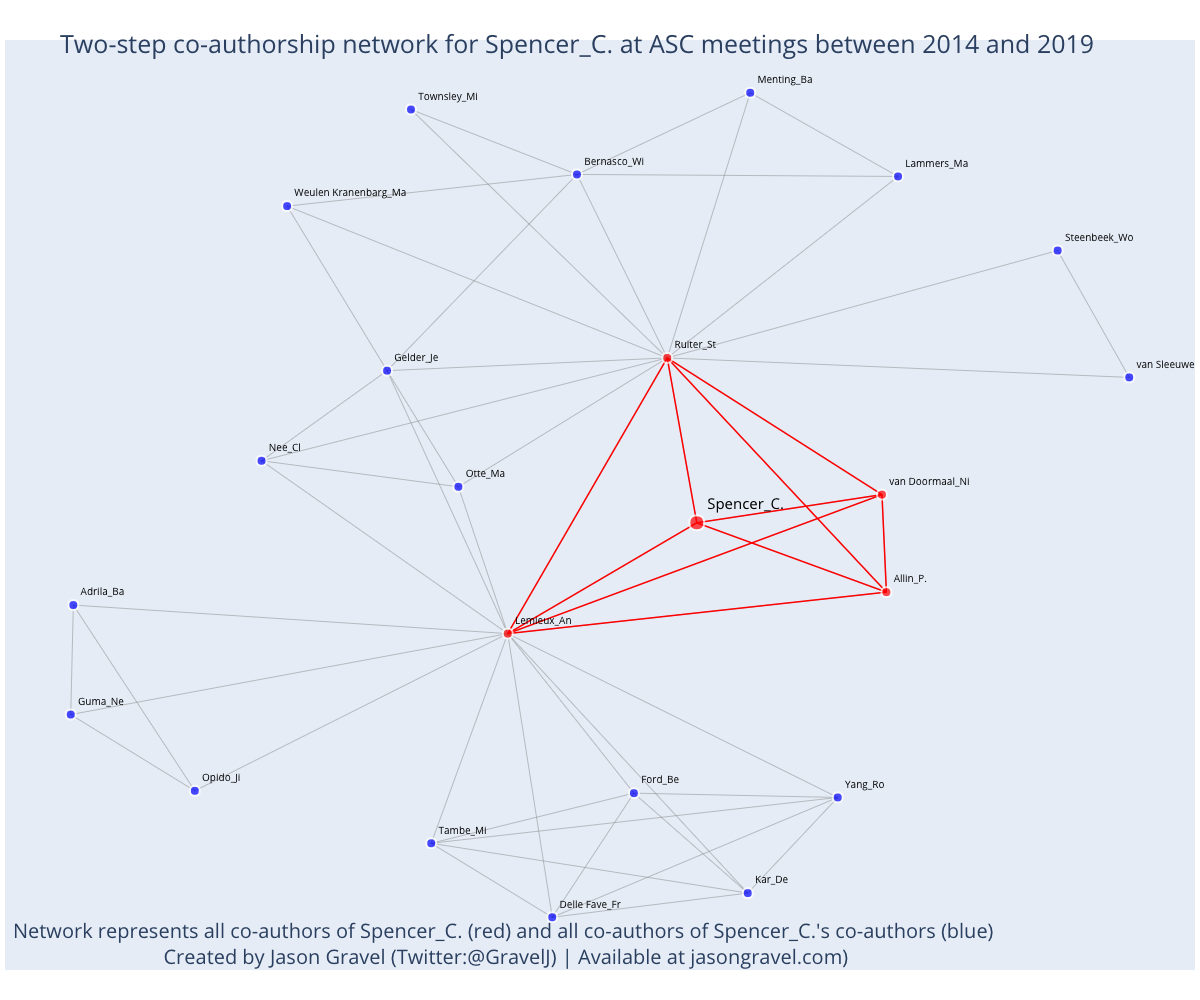 Two-step co-authorship network for Spencer_C. at ASC meetings between 2014 and 2019
Menting_Ba
Townsley_Mi
Bernasco_Wi
Lammers_Ma
Weulen Kranenbarg_Ma
Steenbeek_Wo
Ruiter_St
Gelder_Je
van Sleeuwe
Nee_Cl
Otte_Ma
van Doormaal_Ni
Spencer_C.
Allin_P.
Adrila_Ba
Lemieux_An
Guma_Ne
Opido_Ji
Ford_Be
Yang_Ro
Tambe_Mi
Kar_De
Delle Fave_Fr
Network represents all co-authors of Spencer_C. (red) and all co-authors of Spencer_C.'s co-authors (blue)
Created by Jason Gravel (Twitter:@GravelJ) | Available at jasongravel.com)